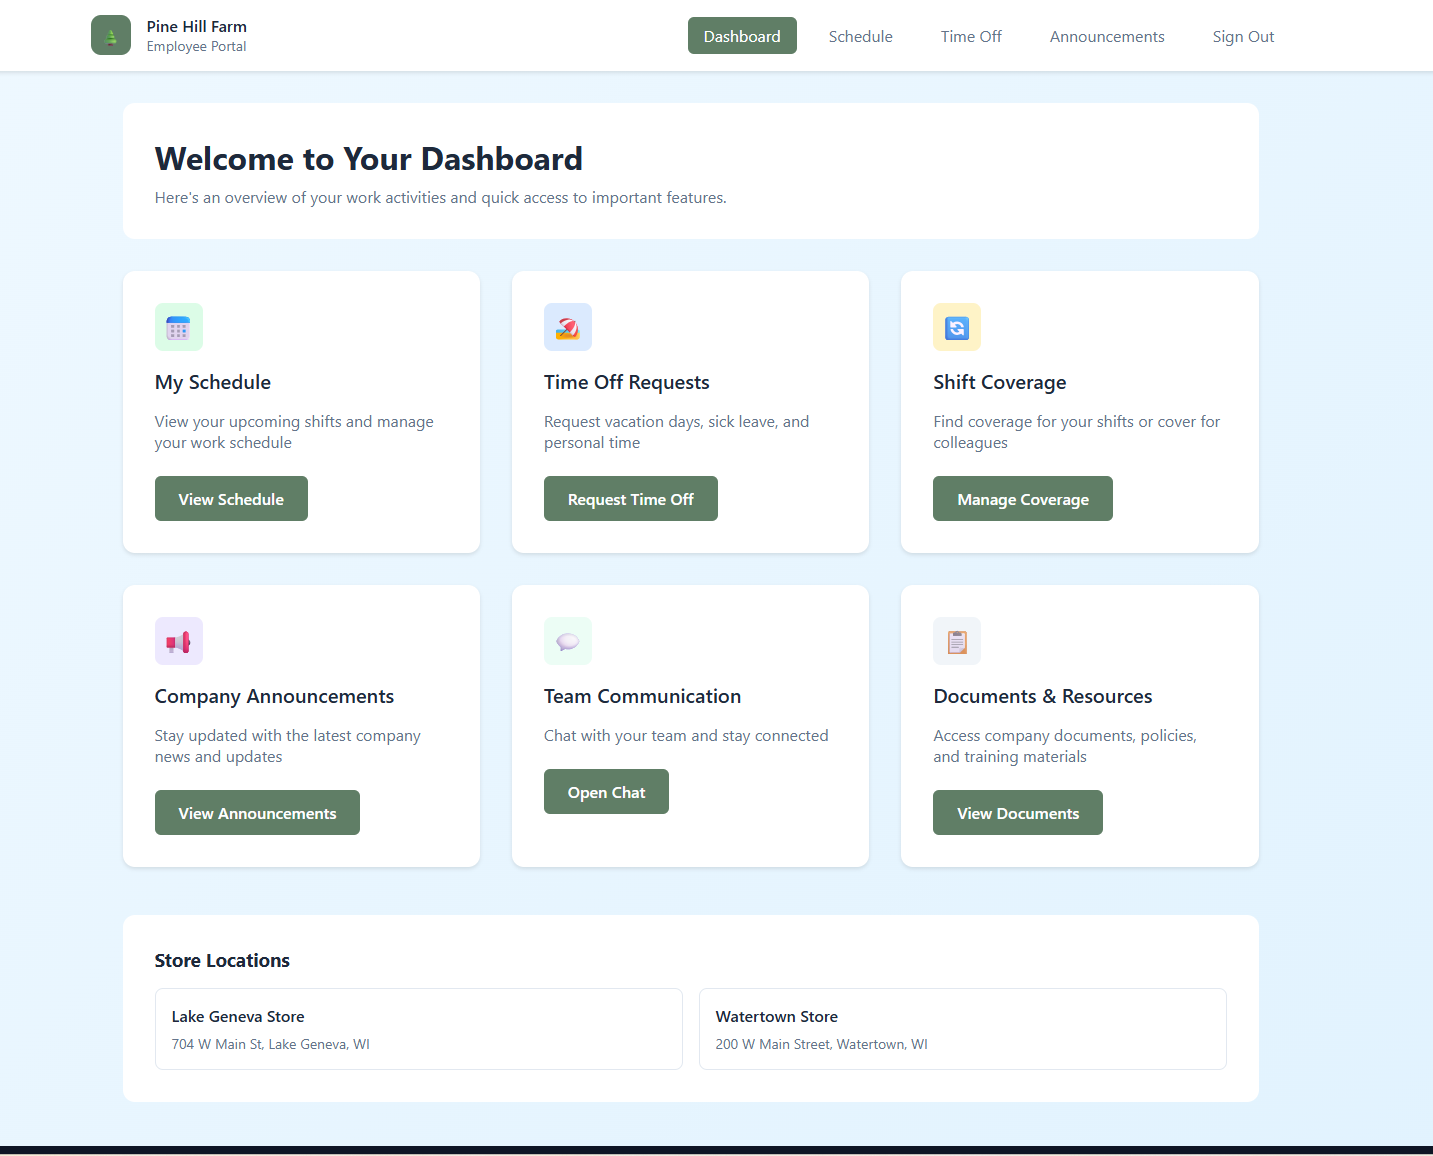 Pine Hill Farm
Employee Portal
Dashboard
Schedule
Time Off
Announcements
Sign Out
Welcome to Your Dashboard
Here's an overview of your work activities and quick access to important features.
My Schedule
View your upcoming shifts and manage
your work schedule
View Schedule
Time Off Requests
Request vacation days, sick leave, and
personal time
Request Time Off
Shift Coverage
Find coverage for your shifts or cover for
colleagues
Manage Coverage
Company Announcements
Stay updated with the latest company
news and updates
View Announcements
Team Communication
Chat with your team and stay connected
Open Chat
Documents & Resources
Access company documents, policies,
and training materials
View Documents
Store Locations
Lake Geneva Store
704 W Main St, Lake Geneva, WI
Watertown Store
200 W Main Street, Watertown, WI